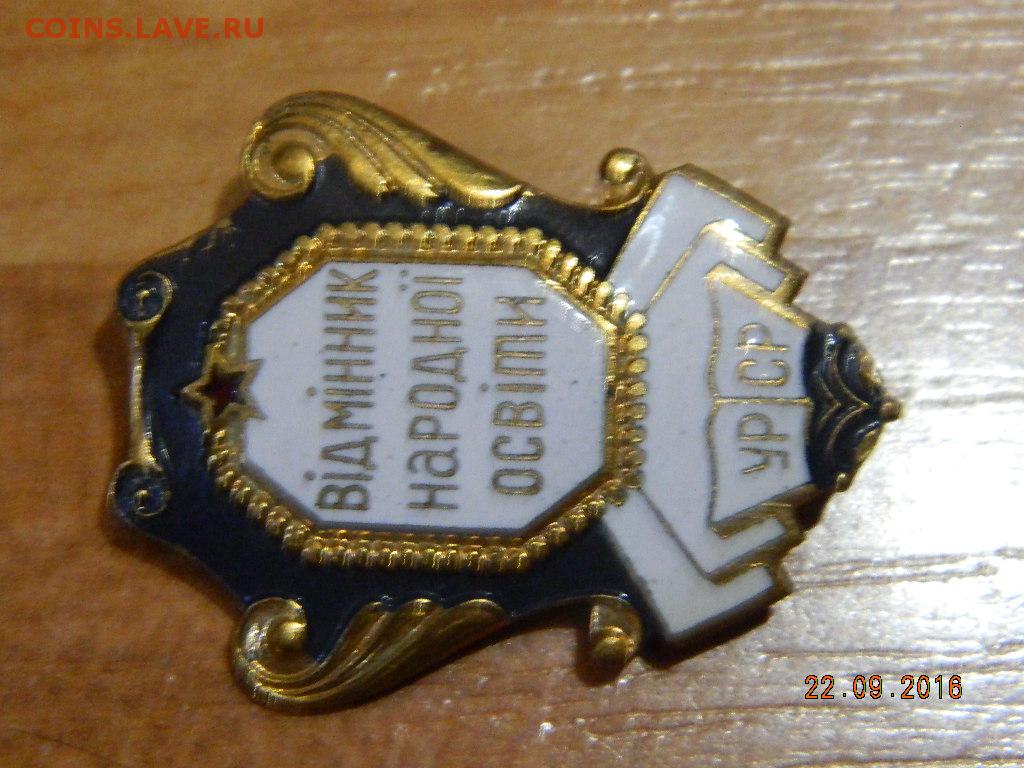 COINS.LAVE.RU
ВІДМІННИК
НАРОДНОЇ
ОСВІТИ
УРСР
22.09.2016